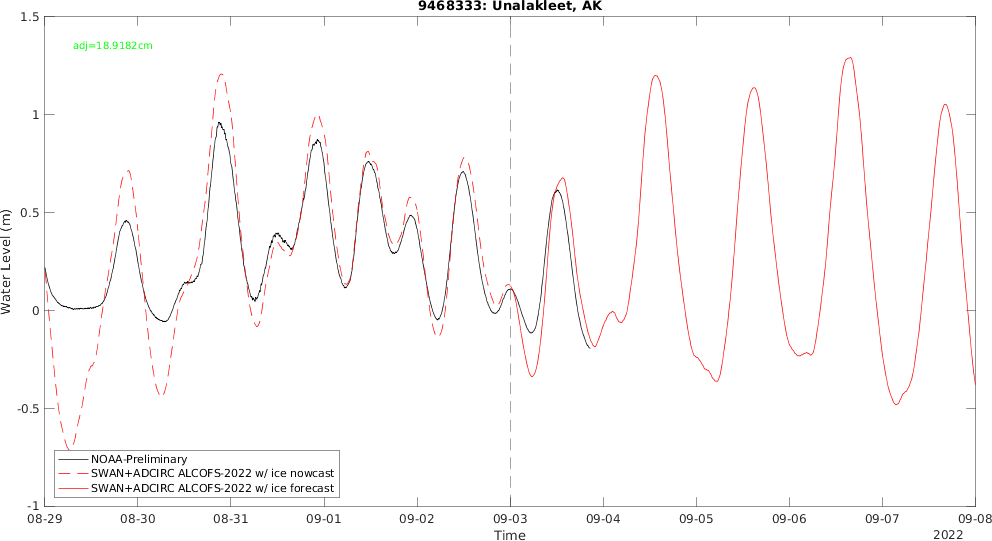 9468333: Unalakleet, AK
adj=18.9182cm
Water Level (m)
1.5
1
0.5
0
-0.5
-1
NOAA-Preliminary
SWAN+ADCIRC ALCOFS-2022 w/ ice nowcast
SWAN+ADCIRC ALCOFS-2022 w/ ice forecast
08-29 08-30 08-31 09-01 09-02 09-03 09-04 09-05 09-06 09-07 09-08
Time
2022